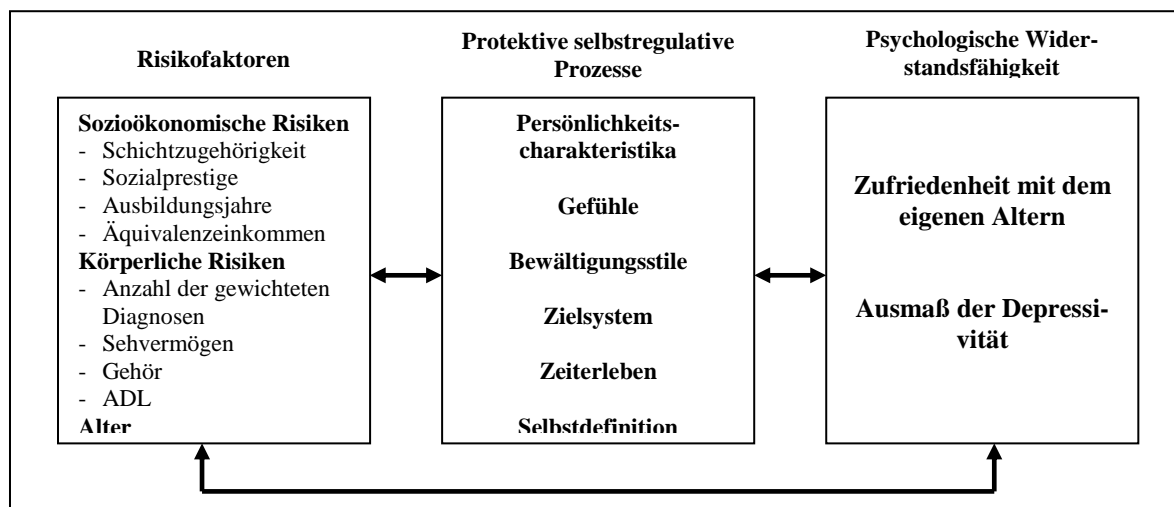 Risikofaktoren
Sozioökonomische Risiken
- Schichtzugehörigkeit
- Sozialprestige
- Ausbildungsjahre
- Äquivalenzeinkommen
Körperliche Risiken
- Anzahl der gewichteten
Diagnosen
- Sehvermögen
- Gehör
- ADL
Alter
Protektive selbstregulative
Prozesse
Persönlichkeits-
charakteristika
Gefühle
Bewältigungsstile
Zielsystem
Zeiterleben
Selbstdefinition
Psychologische Wider-
standsfähigkeit
Zufriedenheit mit dem
eigenen Altern
Ausmaß der Depressi-
vität